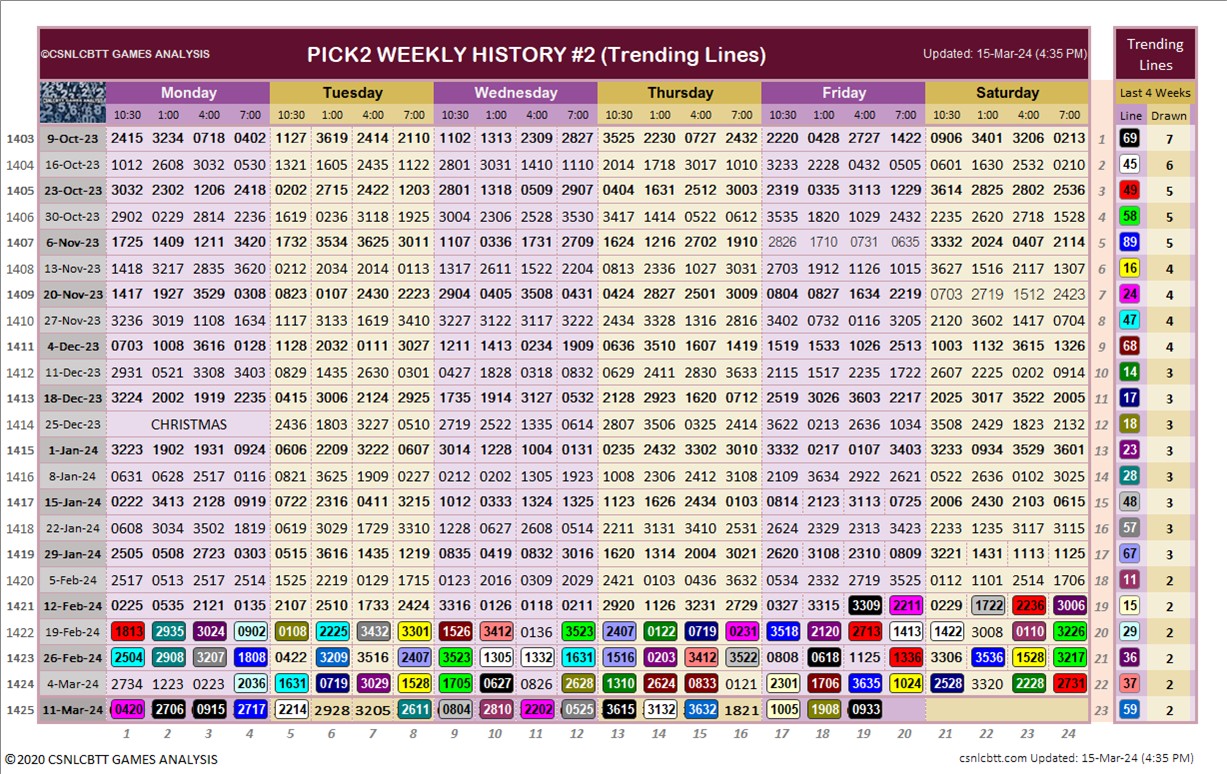 ©CSNLCBTT GAMES ANALYSIS PICK2 WEEKLY HISTORY #2 (Trending Lines) Updated: 15-Mar-24 (4:35 PM) Trending Lines
Monday Tuesday Wednesday Thursday Friday Saturday Last 4 Weeks
10:30 1:00 4:00 7:00 10:30 1:00 4:00 7:00 10:30 1:00 4:00 7:00 10:30 1:00 4:00 7:00 10:30 1:00 4:00 7:00 10:30 1:00 4:00 7:00 Line Drawn
1403 9-Oct-23 2415 3234 0718 0402 1127 3619 2414 2110 1102 1313 2309 2827 3525 2230 0727 2432 2220 0428 2727 1422 0906 3401 3206 0213 1 69 7
1404 16-Oct-23 1012 2608 3032 0530 1321 1605 2435 1122 2801 3031 1410 1110 2014 1718 3017 1010 3233 2228 0432 0505 0601 1630 2532 0210 2 45 6
1405 23-Oct-23 3032 2302 1206 2418 0202 2715 2422 1203 2801 1318 0509 2907 0404 1631 2512 3003 2319 0335 3113 1229 3614 2825 2802 2536 3 49 5
1406 30-Oct-23 2902 0229 2814 2236 1619 0236 3118 1925 3004 2306 2528 3530 3417 1414 0522 0612 3535 1820 1029 2432 2235 2620 2718 1528 4 58 5
1407 6-Nov-23 1725 1409 1211 3420 1732 3534 3625 3011 1107 0336 1731 2709 1624 1216 2702 1910 2826 1710 0731 0635 3332 2024 0407 2114 5 89 5
1408 13-Nov-23 1418 3217 2835 3620 0212 2034 2014 0113 1317 2611 1522 2204 0813 2336 1027 3031 2703 1912 1126 1015 3627 1516 2117 1307 6 16 4
1409 20-Nov-23 1417 1927 3529 0308 0823 0107 2430 2223 2904 0405 3508 0431 0424 2827 2001 3009 0804 0827 1634 2219 0703 2719 1512 2423 7 24 4
1410 27-Nov-23 3236 3019 1108 1634 1117 3133 1619 3410 3227 3122 3117 3222 2434 3328 1316 2816 3402 0732 0116 3205 2120 3602 1417 0704 8 47 4
1411 4-Dec-23 0703 1008 3616 0128 1128 2032 0111 3027 1211 1413 0234 1909 0636 3510 1607 1419 1519 1533 1026 2513 1003 1132 3615 1326 9 68 4
1412 11-Dec-23 2931 0521 3308 3403 0829 1435 2630 0301 0427 1828 0318 0832 0629 2411 2830 3633 2115 1517 2235 1722 2607 2225 0202 0914 10 14 3
1413 18-Dec-23 3224 2002 1919 2235 0415 3006 2124 2925 1735 1914 3127 0532 2128 2923 1620 0712 2519 3026 3603 2217 2025 3017 3522 2005 11 17 3
1414 25-Dec-23 CHRISTMAS 2436 1803 3227 0510 2719 2522 1335 0614 2807 3506 0325 2414 3622 0213 2636 1034 3508 2429 1823 2132 12 18 3
1415 1-Jan-24 3223 1902 1931 0924 0606 2209 3222 0607 3014 1228 1004 0131 0235 2432 3302 3010 3332 0217 0107 3403 3233 0934 3529 3601 13 23 3
1416 8-Jan-24 0631 0628 2517 0116 0821 3625 1909 0227 0212 0202 1305 1923 1008 2306 2412 3108 2109 3634 2922 2621 0522 2636 0102 3025 14 28 3
1417 15-Jan-24 0222 3413 2128 0919 0722 2316 0411 3215 1012 0333 1324 1325 1123 1626 2434 0103 0814 2123 3113 0725 2006 2430 2103 0615 15 48 3
1418 22-Jan-24 0608 3034 3502 1819 0619 3029 1729 3310 1228 0627 2608 0514 2211 3131 3410 2531 2624 2329 2313 3423 2233 1235 3117 3115 16 57 3
1419 29-Jan-24 2505 0508 2723 0303 0515 3616 1435 1219 0835 0419 0832 3016 1620 1314 2004 3021 2620 3108 2310 0809 3221 1431 1113 1125 17 67 3
1420 5-Feb-24 2517 0513 2517 2514 1525 2219 0129 1715 0123 2016 0309 2029 2421 0103 0436 3632 0534 2332 2719 3525 0112 1101 2514 1706 18 11 2
1421 12-Feb-24 0225 0535 2121 0135 2107 2510 1733 2424 3316 0126 0118 0211 2920 1126 3231 2729 0327 3315 3309 2211 0229 1722 2236 3006 19 15 2
1422 19-Feb-24 1813 2935 3024 0902 0108 2225 3432 3301 1526 3412 0136 3523 2407 0122 0719 0231 3518 2120 2713 1413 1422 3008 0110 3226 20 29 2
1423 26-Feb-24 2504 2908 3207 1808 0422 3209 3516 2407 3523 1305 1332 1631 1516 0203 3412 3522 0808 0618 1125 1336 3306 3536 1528 3217 21 36 2
1424 4-Mar-24 2734 1223 0235 2036 1631 0719 3029 1528 1705 0627 0826 2628 1310 2624 0833 0121 2301 1706 3635 1024 2528 3320 2228 2731 22 37 2
1425 11-Mar-24 0420 2706 0915 2717 2214 2928 3205 2611 0804 2810 2202 0525 3615 3132 3632 1821 1005 1908 0933 23 59 2
1 2 3 4 5 6 7 8 9 10 11 12 13 14 15 16 17 18 19 20 21 22 23 24
©2020 CSNLCBTT GAMES ANALYSIS csnlcbtt.com Updated: 15-Mar-24 (4:35 PM)